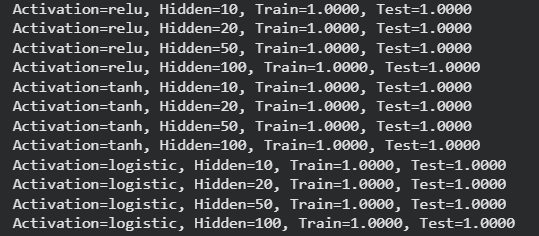 Activation=relu, Hidden=10, Train=1.0000, Test=1.0000
Activation=relu, Hidden=20, Train=1.0000, Test=1.0000
Activation=relu, Hidden=50, Train=1.0000, Test=1.0000
Activation=relu, Hidden=100, Train=1.0000, Test=1.0000
Activation=tanh, Hidden=10, Train=1.0000, Test=1.0000
Activation=tanh, Hidden=20, Train=1.0000, Test=1.0000
Activation=tanh, Hidden=50, Train=1.0000, Test=1.0000
Activation=tanh, Hidden=100, Train=1.0000, Test=1.0000
Activation=logistic, Hidden=10, Train=1.0000, Test=1.0000
Activation=logistic, Hidden=20, Train=1.0000, Test=1.0000
Activation=logistic, Hidden=50, Train=1.0000, Test=1.0000
Activation=logistic, Hidden=100, Train=1.0000, Test=1.0000